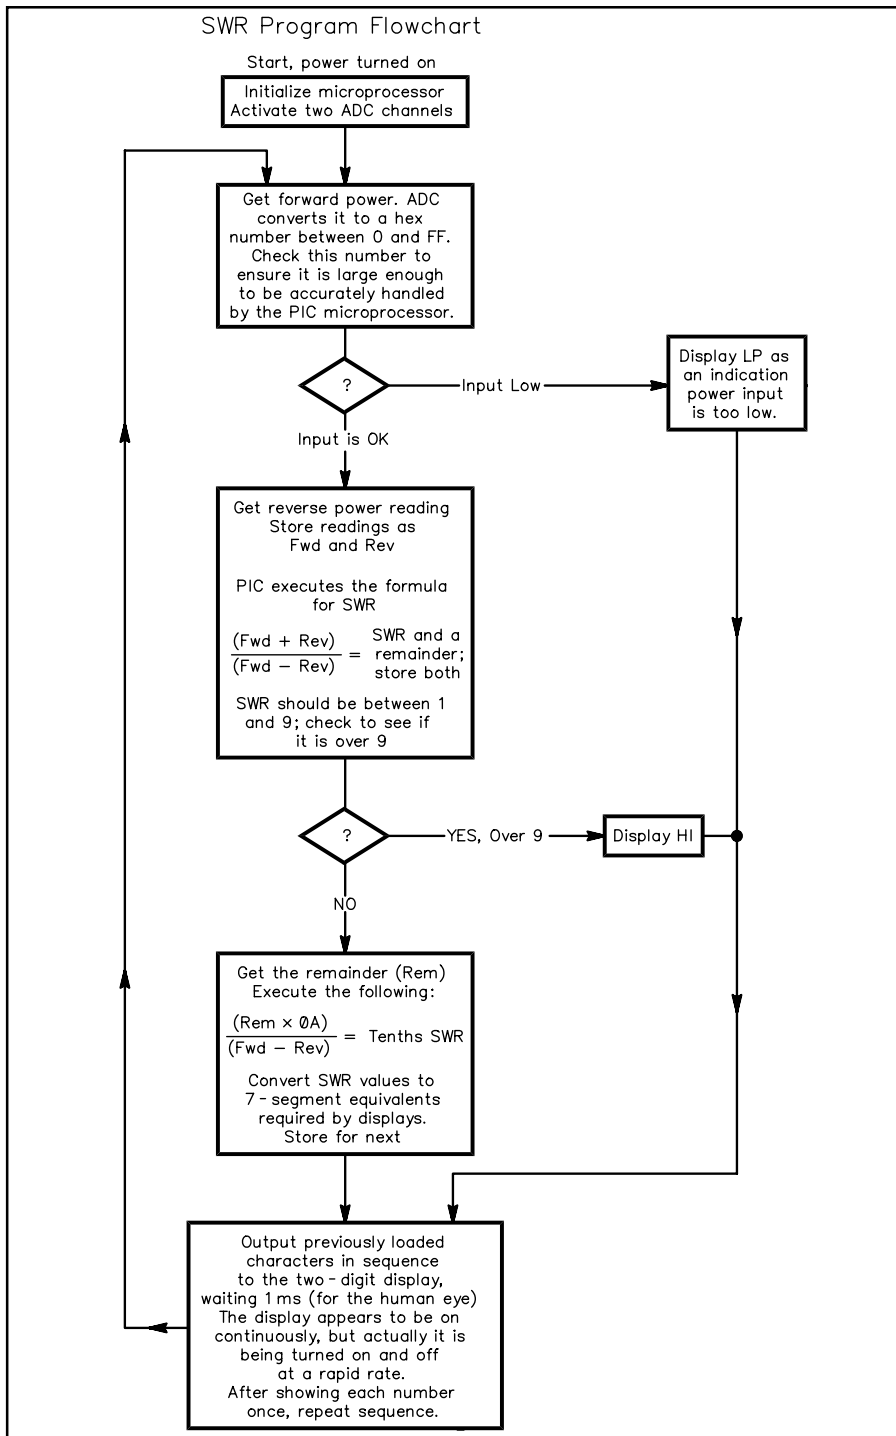 SWR Program Flowchart
Start, power turned on
Initialize microprocessor
Activate two ADC channels
Get forward power. ADC
converts it to a hex
number between 0 and FF.
Check this number to
ensure it is large enough
to be accurately handled
by the PIC microprocessor.
?
Input Low
Display LP as
an indication
power input
is too low.
Input is OK
Get reverse power reading
Store readings as
Fwd and Rev
PIC executes the formula
for SWR
(Fwd + Rev)
(Fwd − Rev)
=
SWR and a
remainder;
store both
SWR should be between 1
and 9; check to see if
it is over 9
?
YES, Over 9
Display HI
NO
Get the remainder (Rem)
Execute the following:
(Rem × 0A)
(Fwd − Rev)
= Tenths SWR
Convert SWR values to
7-segment equivalents
required by displays.
Store for next
Output previously loaded
characters in sequence
to the two-digit display,
waiting 1 ms (for the human eye)
The display appears to be on
continuously, but actually it is
being turned on and off
at a rapid rate.
After showing each number
once, repeat sequence.